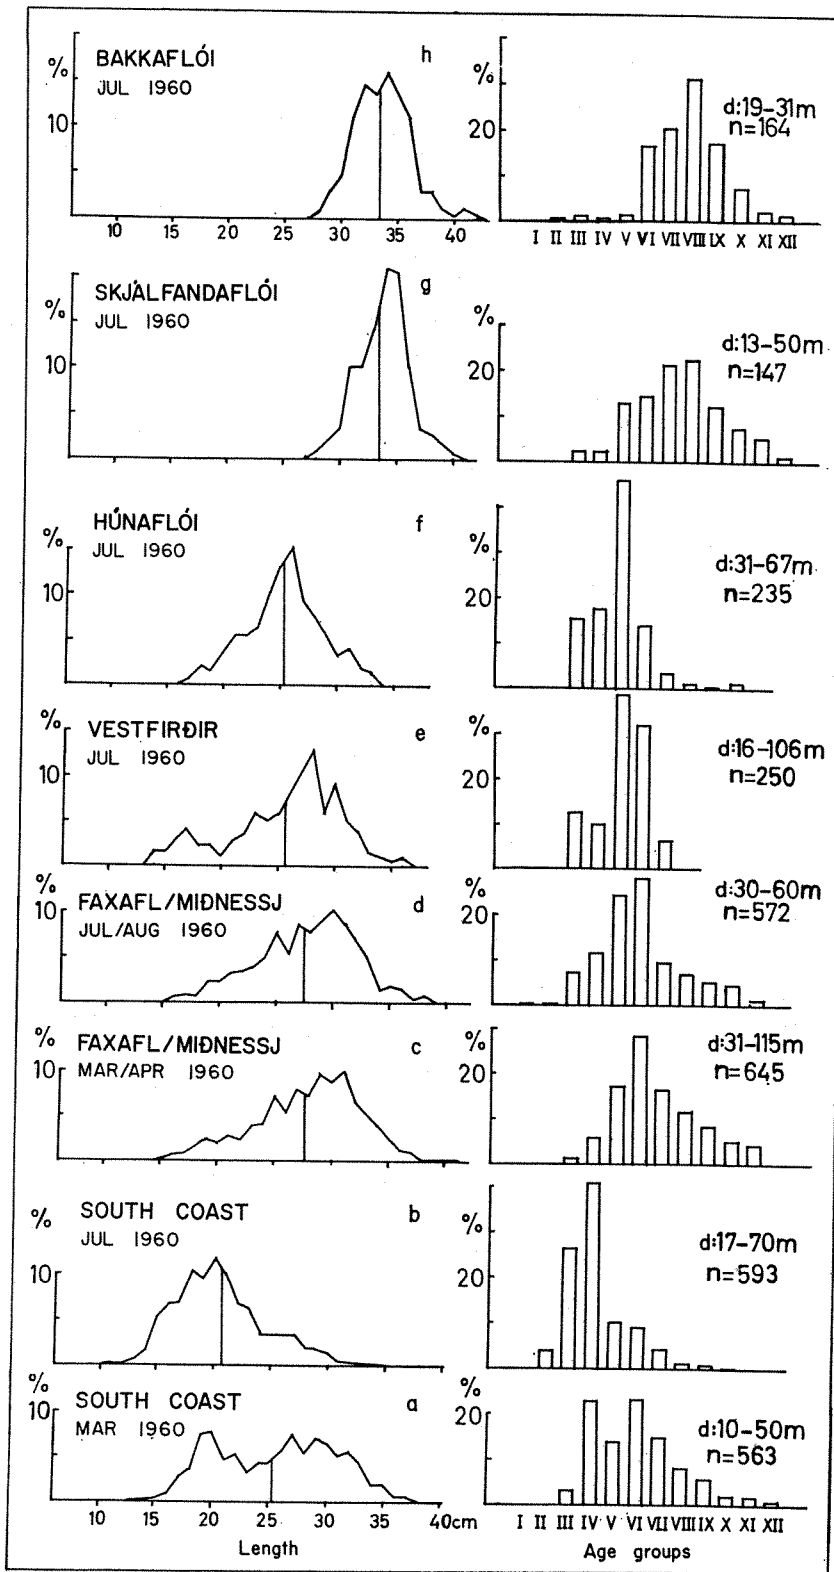 BAKKAFLÓI
JUL 1960
h
%
10
10 15 20 25 30 35 40
%
20
d:19-31m
n=164
I II III IV V VI VII VIII IX X XI XII
SKJÁLFANDAFLÓI
JUL 1960
g
%
10
%
20
d:13-50m
n=147
HÚNAFLÓI
JUL 1960
f
%
10
%
20
d:31-67m
n=235
VESTFIRÐIR
JUL 1960
e
%
10
%
20
d:16-106m
n=250
FAXAFL/MIÐNESSJ
JUL/AUG 1960
d
%
10
%
20
d:30-60m
n=572
FAXAFL/MIÐNESSJ
MAR/APR 1960
c
%
10
%
20
d:31-115m
n=645
SOUTH COAST
JUL 1960
b
%
10
%
20
d:17-70m
n=593
SOUTH COAST
MAR 1960
a
%
10
10 15 20 25 30 35 40cm
Length
%
20
d:10-50m
n=563
I II III IV V VI VII VIII IX X XI XII
Age groups